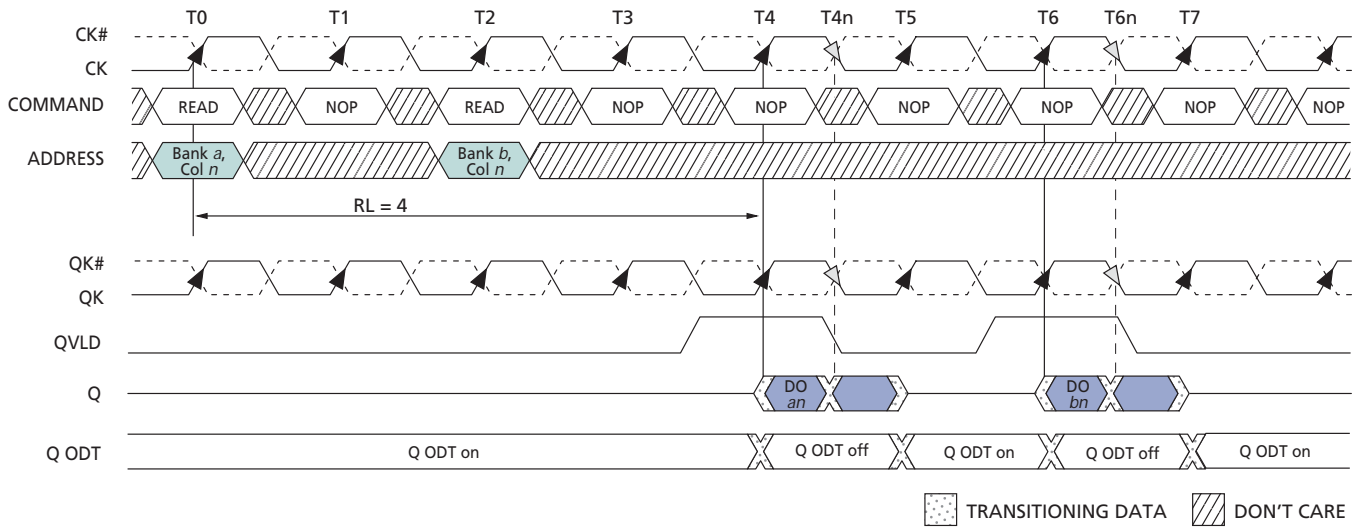 T0 T1 T2 T3 T4 T4n T5 T6 T6n T7
CK#
CK
COMMAND READ NOP READ NOP NOP NOP NOP NOP NOP
ADDRESS Bank a, Col n Bank b, Col n
RL = 4
QK#
QK
QVLD
Q DO an DO bn
Q ODT Q ODT on Q ODT off Q ODT on Q ODT off Q ODT on
TRANSITIONING DATA DON'T CARE